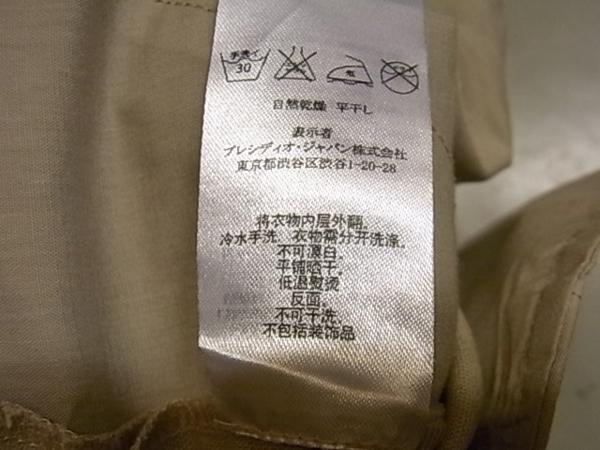 手洗イ
30
自然乾燥 平干し
表示者
プレシディオ・ジャパン株式会社
東京都渋谷区渋谷1-20-28
将衣物内层外翻。
冷水手洗。衣物需分开洗涤。
不可漂白。
平铺晒干。
低温熨烫
反面。
不可干洗。
不包括装饰品